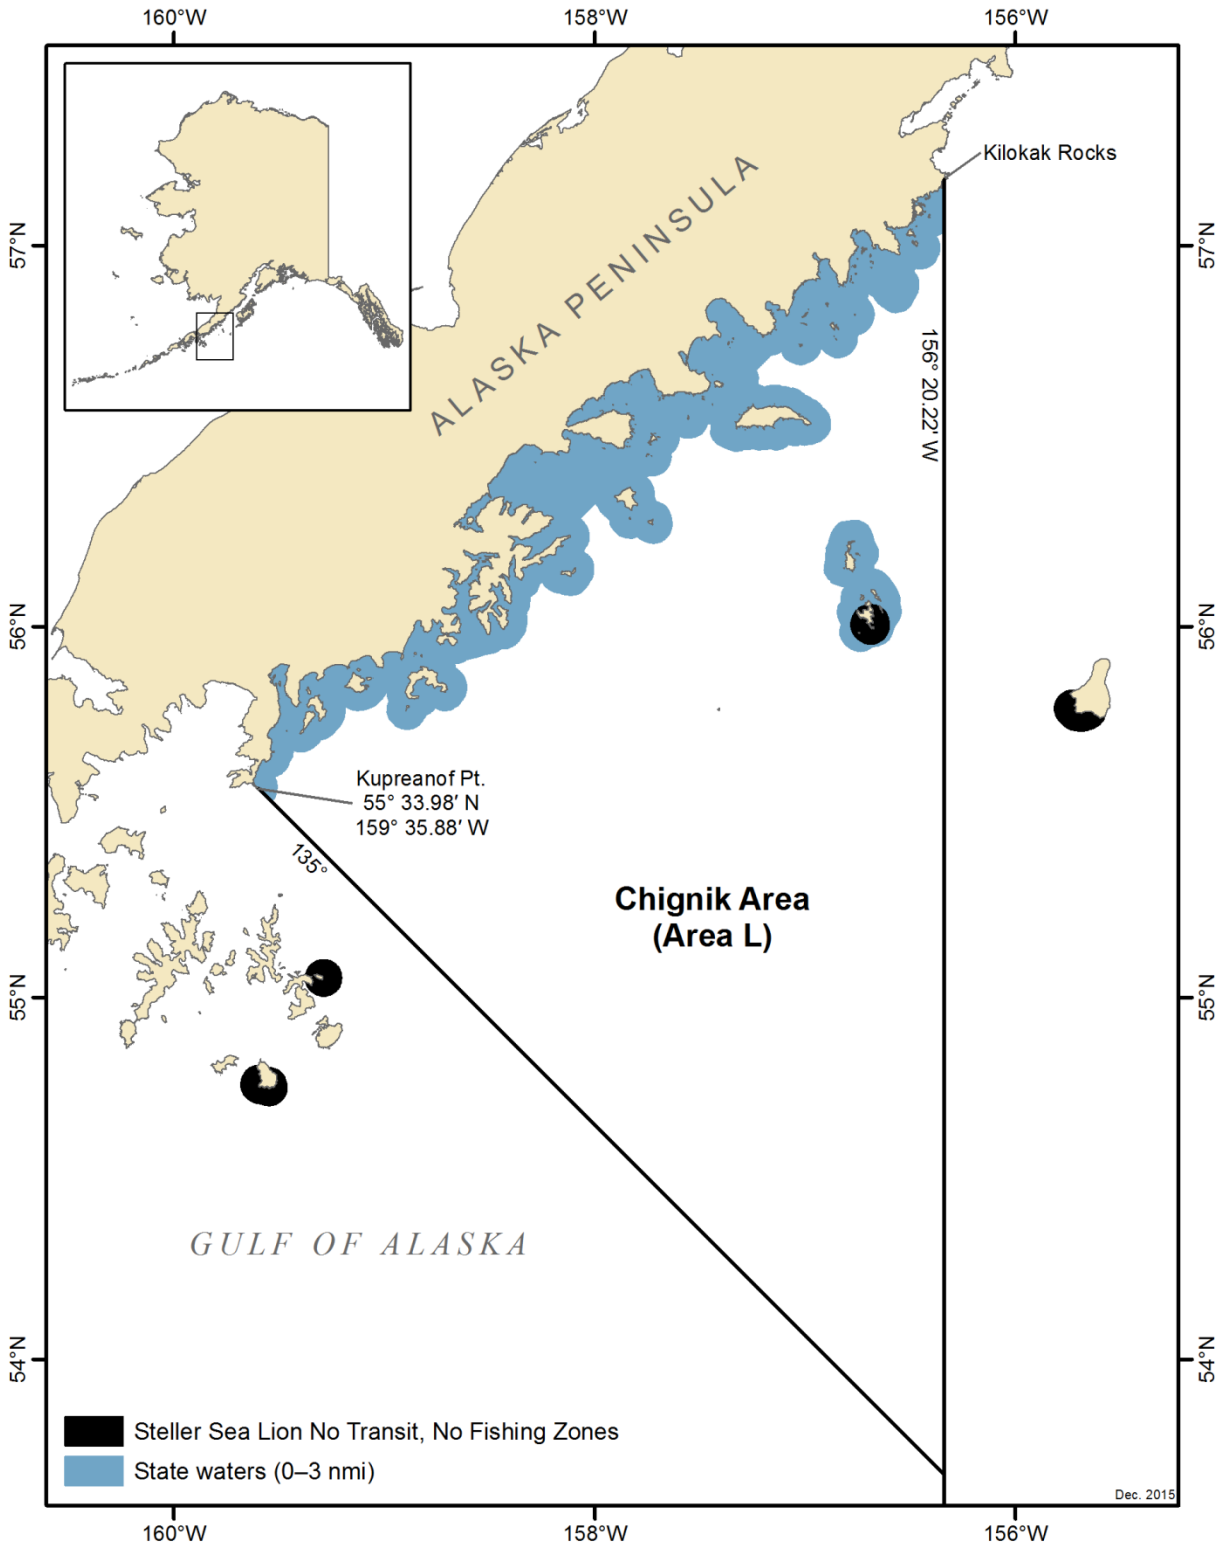 160°W
158°W
156°W
Kilokak Rocks
ALASKA PENINSULA
57°N
57°N
156° 20.22' W
56°N
56°N
Kupreanof Pt.
55° 33.98' N
159° 35.88' W
135°
Chignik Area
(Area L)
55°N
55°N
GULF OF ALASKA
54°N
54°N
Steller Sea Lion No Transit, No Fishing Zones
State waters (0–3 nmi)
Dec. 2015
160°W
158°W
156°W